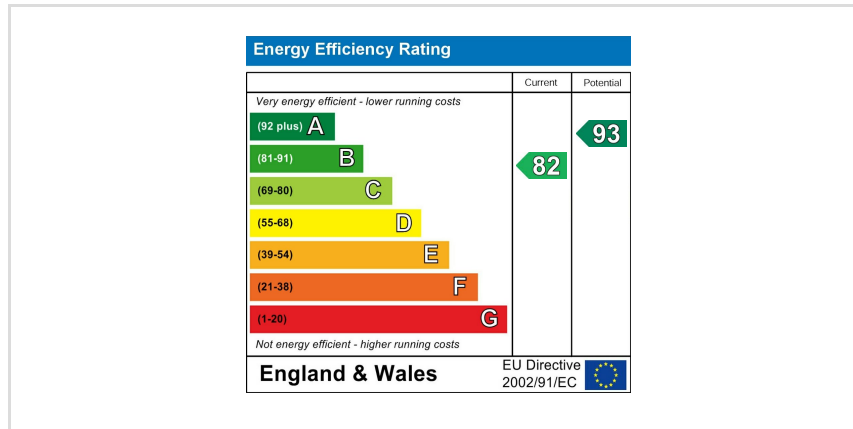 Energy Efficiency Rating
Current Potential
Very energy efficient - lower running costs
(92 plus) A
(81-91) B
(69-80) C
(55-68) D
(39-54) E
(21-38) F
(1-20) G
82
93
Not energy efficient - higher running costs
England & Wales
EU Directive
2002/91/EC